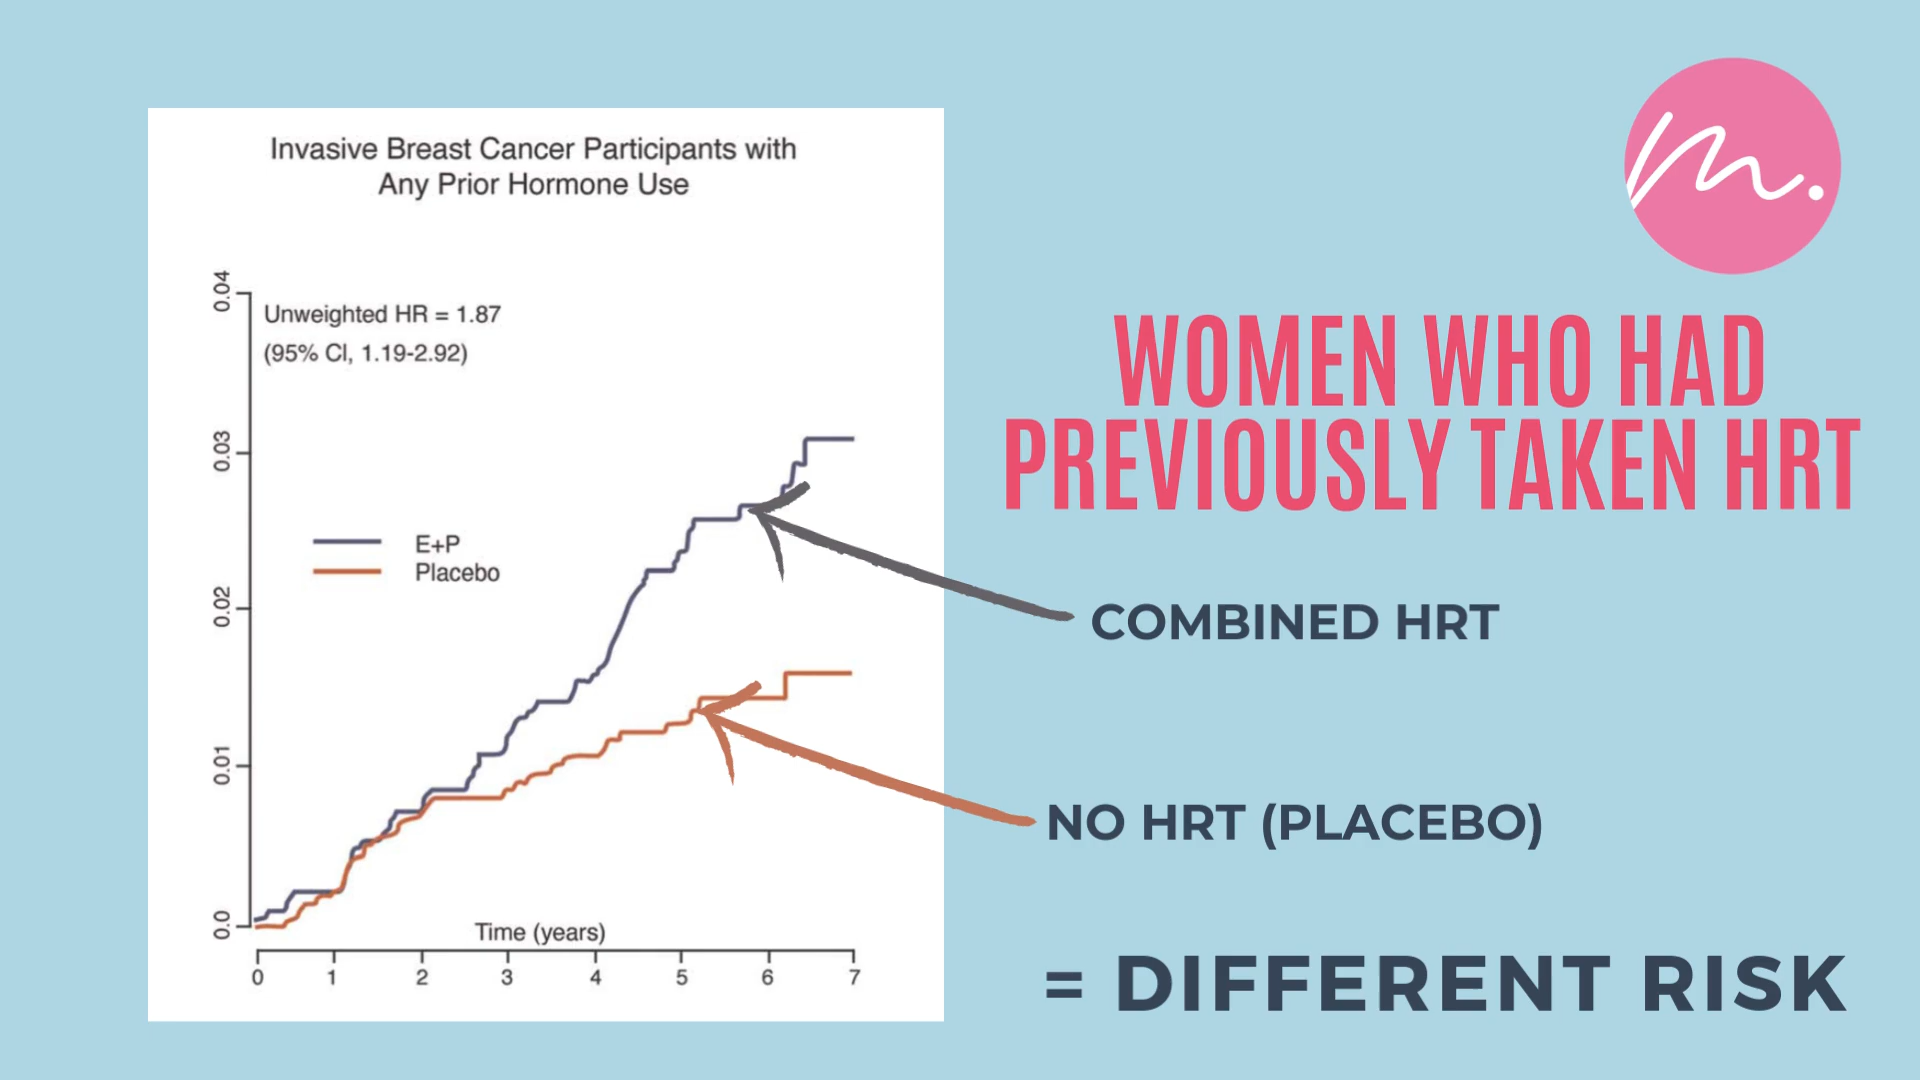 Invasive Breast Cancer Participants with
Any Prior Hormone Use
0.04
Unweighted HR = 1.87
(95% CI, 1.19-2.92)
0.03
E+P
Placebo
0.02
0.01
0.0
Time (years)
0 1 2 3 4 5 6 7
m.
WOMEN WHO HAD
PREVIOUSLY TAKEN HRT
COMBINED HRT
NO HRT (PLACEBO)
= DIFFERENT RISK